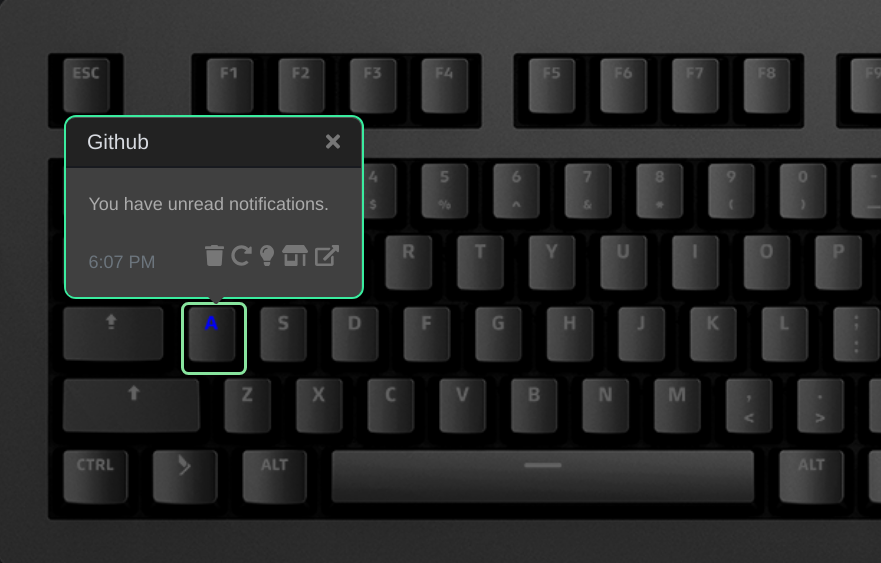 ESC F1 F2 F3 F4 F5 F6 F7 F8 F9
Github
You have unread notifications.
6:07 PM
4 5 6 7 8 9 0 -
$ % ^ & * ( ) _
R T Y U I O P
A S D F G H J K L ;
:
Z X C V B N M , .
< >
CTRL ALT ALT